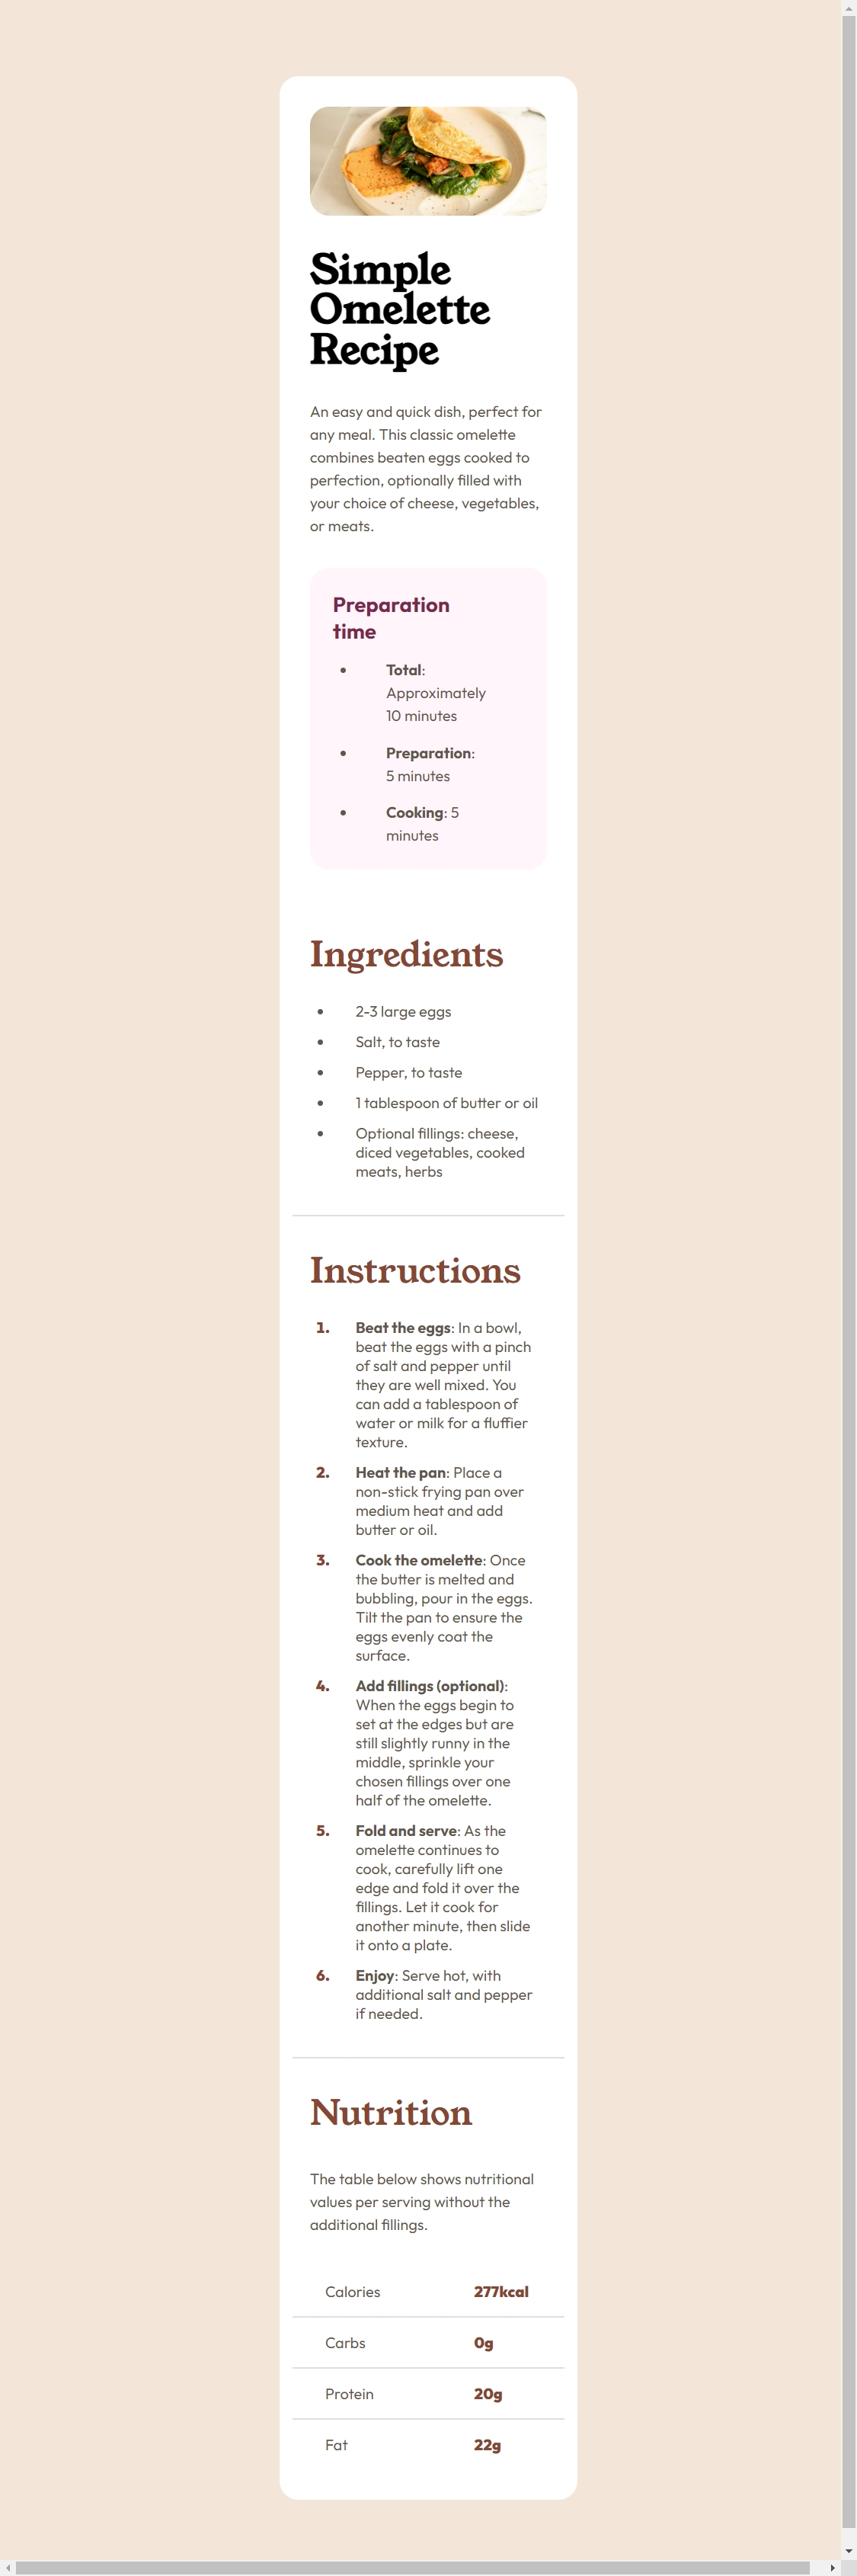 Simple
Omelette
Recipe
An easy and quick dish, perfect for
any meal. This classic omelette
combines beaten eggs cooked to
perfection, optionally filled with
your choice of cheese, vegetables,
or meats.
Preparation
time
• Total:
Approximately
10 minutes
• Preparation:
5 minutes
• Cooking: 5
minutes
Ingredients
• 2-3 large eggs
• Salt, to taste
• Pepper, to taste
• 1 tablespoon of butter or oil
• Optional fillings: cheese,
diced vegetables, cooked
meats, herbs
Instructions
1. Beat the eggs: In a bowl,
beat the eggs with a pinch
of salt and pepper until
they are well mixed. You
can add a tablespoon of
water or milk for a fluffier
texture.
2. Heat the pan: Place a
non-stick frying pan over
medium heat and add
butter or oil.
3. Cook the omelette: Once
the butter is melted and
bubbling, pour in the eggs.
Tilt the pan to ensure the
eggs evenly coat the
surface.
4. Add fillings (optional):
When the eggs begin to
set at the edges but are
still slightly runny in the
middle, sprinkle your
chosen fillings over one
half of the omelette.
5. Fold and serve: As the
omelette continues to
cook, carefully lift one
edge and fold it over the
fillings. Let it cook for
another minute, then slide
it onto a plate.
6. Enjoy: Serve hot, with
additional salt and pepper
if needed.
Nutrition
The table below shows nutritional
values per serving without the
additional fillings.
Calories 277kcal
Carbs 0g
Protein 20g
Fat 22g